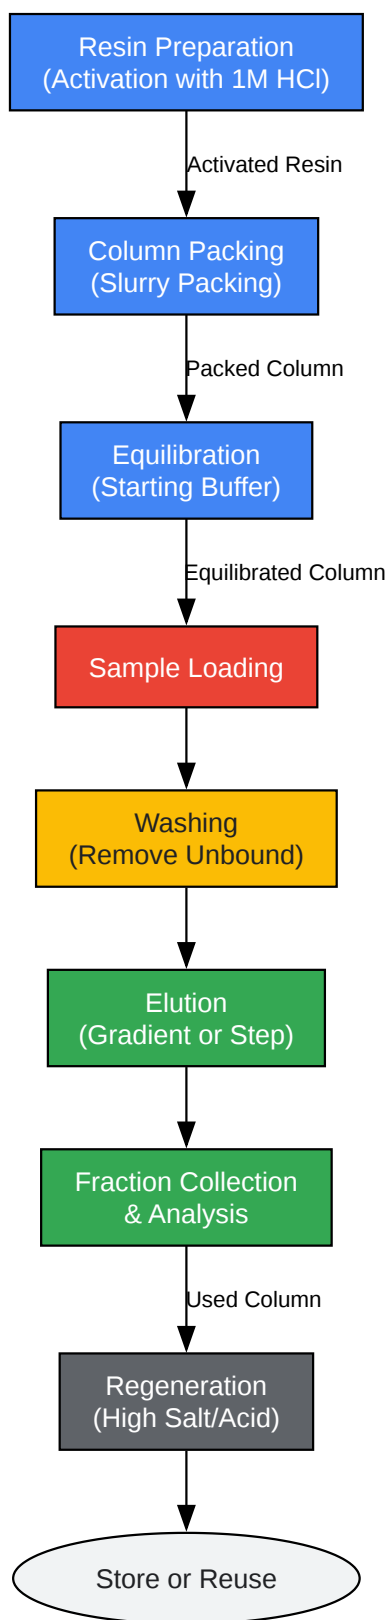 Resin Preparation
(Activation with 1M HCl)
Activated Resin
Column Packing
(Slurry Packing)
Packed Column
Equilibration
(Starting Buffer)
Equilibrated Column
Sample Loading
Washing
(Remove Unbound)
Elution
(Gradient or Step)
Fraction Collection
& Analysis
Used Column
Regeneration
(High Salt/Acid)
Store or Reuse